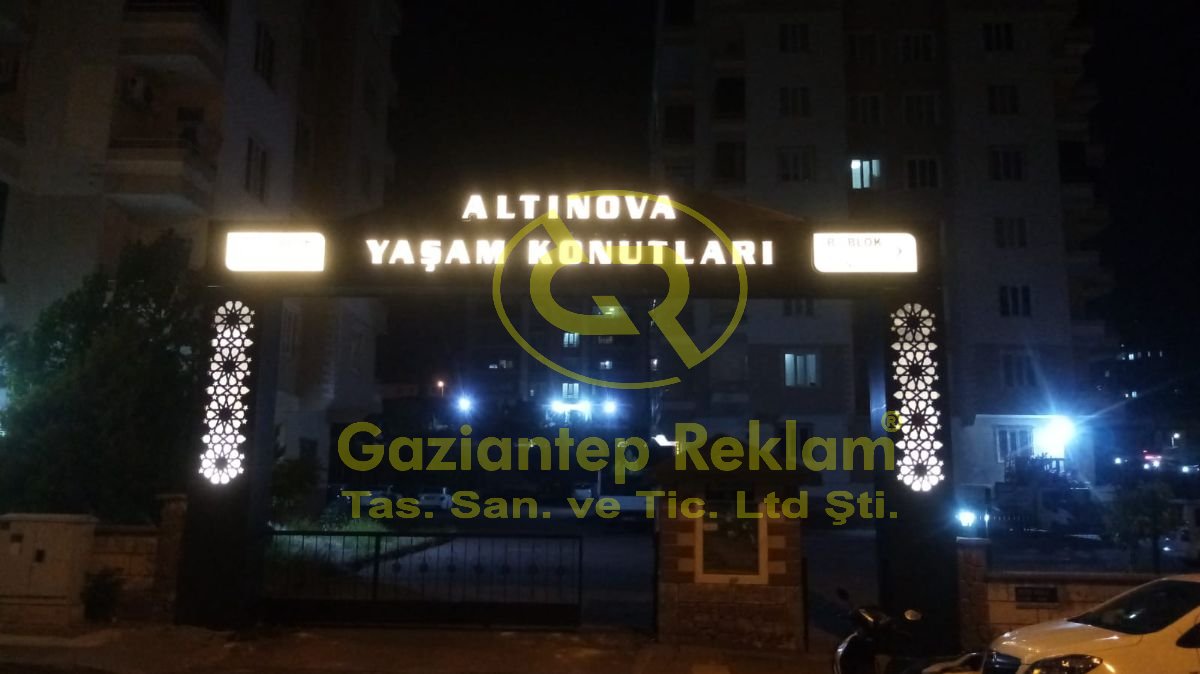 ALTINOVA
YAŞAM KONUTLARI
B BLOK
Gaziantep Reklam®
Tas. San. ve Tic. Ltd Şti.